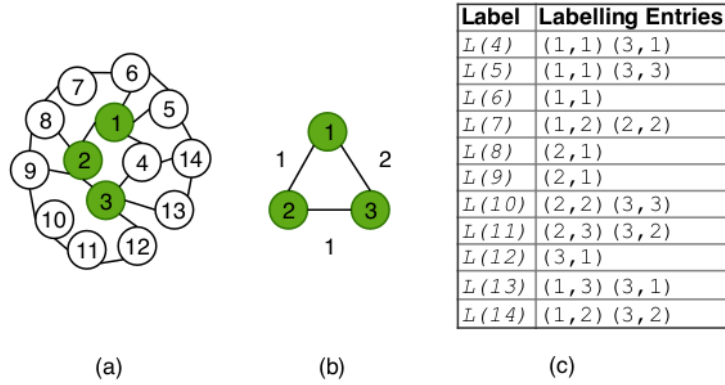 6
7
1
5
8
2
4
14
9
3
13
10
11
12
(a)
1
1
2
2
3
1
(b)
Label Labelling Entries
L(4) (1,1)(3,1)
L(5) (1,1)(3,3)
L(6) (1,1)
L(7) (1,2)(2,2)
L(8) (2,1)
L(9) (2,1)
L(10) (2,2)(3,3)
L(11) (2,3)(3,2)
L(12) (3,1)
L(13) (1,3)(3,1)
L(14) (1,2)(3,2)
(c)